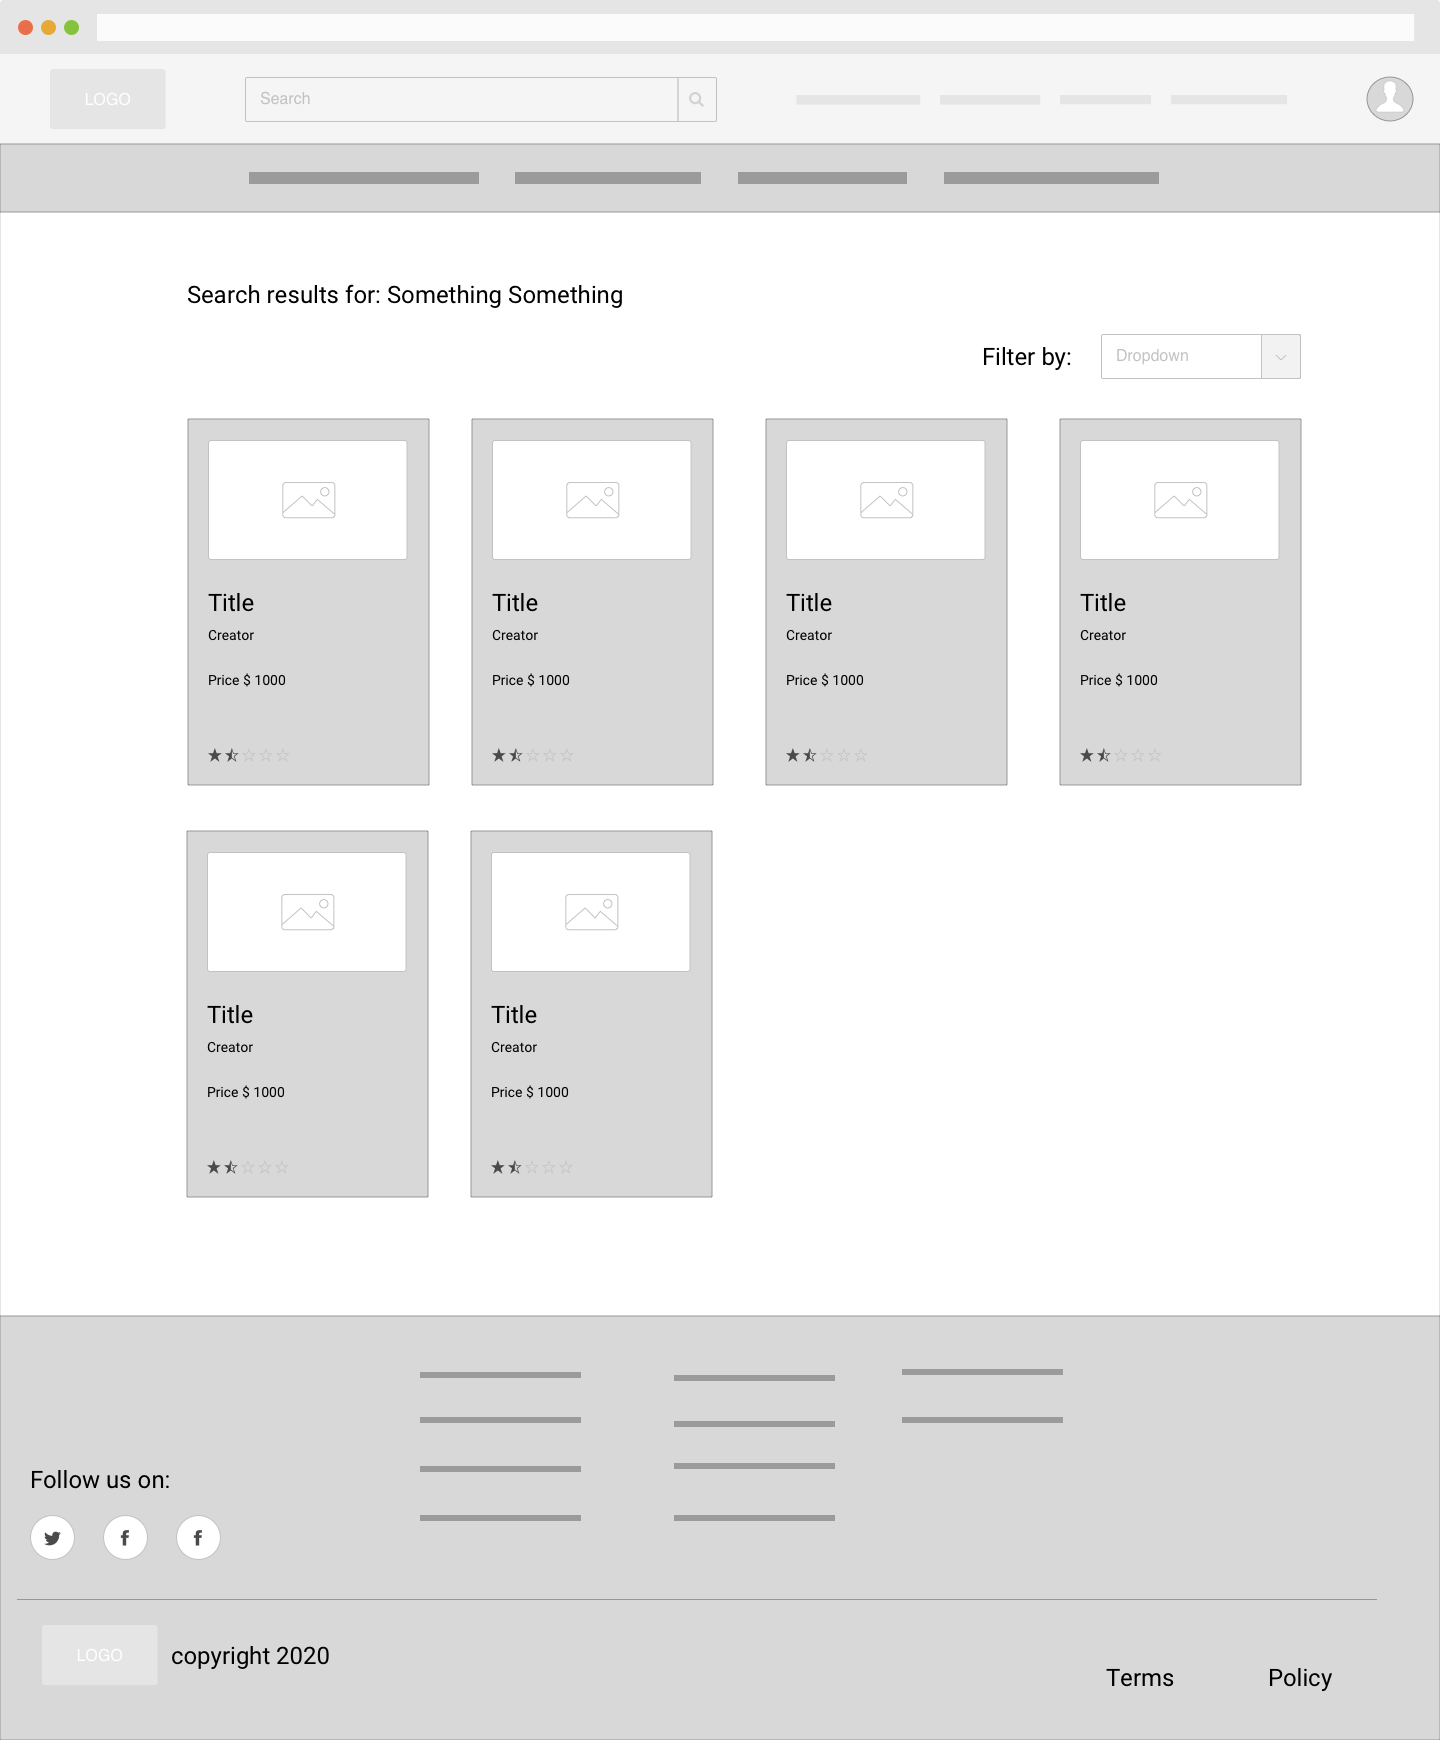 LOGO
Search
Search results for: Something Something
Filter by:
Dropdown
Title
Creator
Price $ 1000
Title
Creator
Price $ 1000
Title
Creator
Price $ 1000
Title
Creator
Price $ 1000
Title
Creator
Price $ 1000
Title
Creator
Price $ 1000
Follow us on:
LOGO
copyright 2020
Terms
Policy